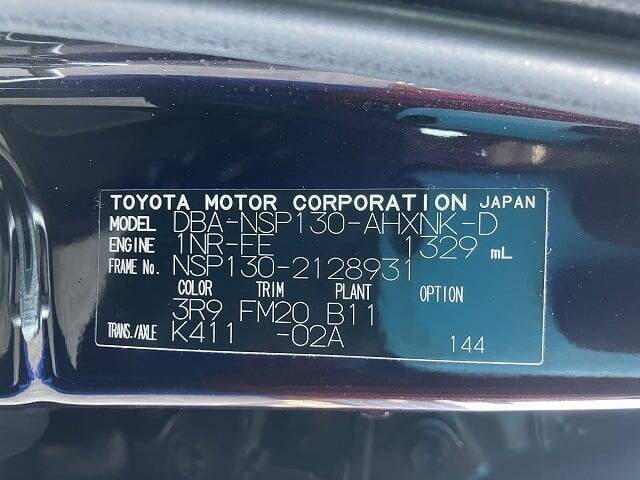 TOYOTA MOTOR CORPORATION JAPAN
MODEL DBA-NSP130-AHXNK-D
ENGINE 1NR-FE 1329 mL
FRAME No. NSP130-2128931
COLOR TRIM PLANT OPTION
3R9 FM20 B11
TRANS./AXLE K411 -02A 144